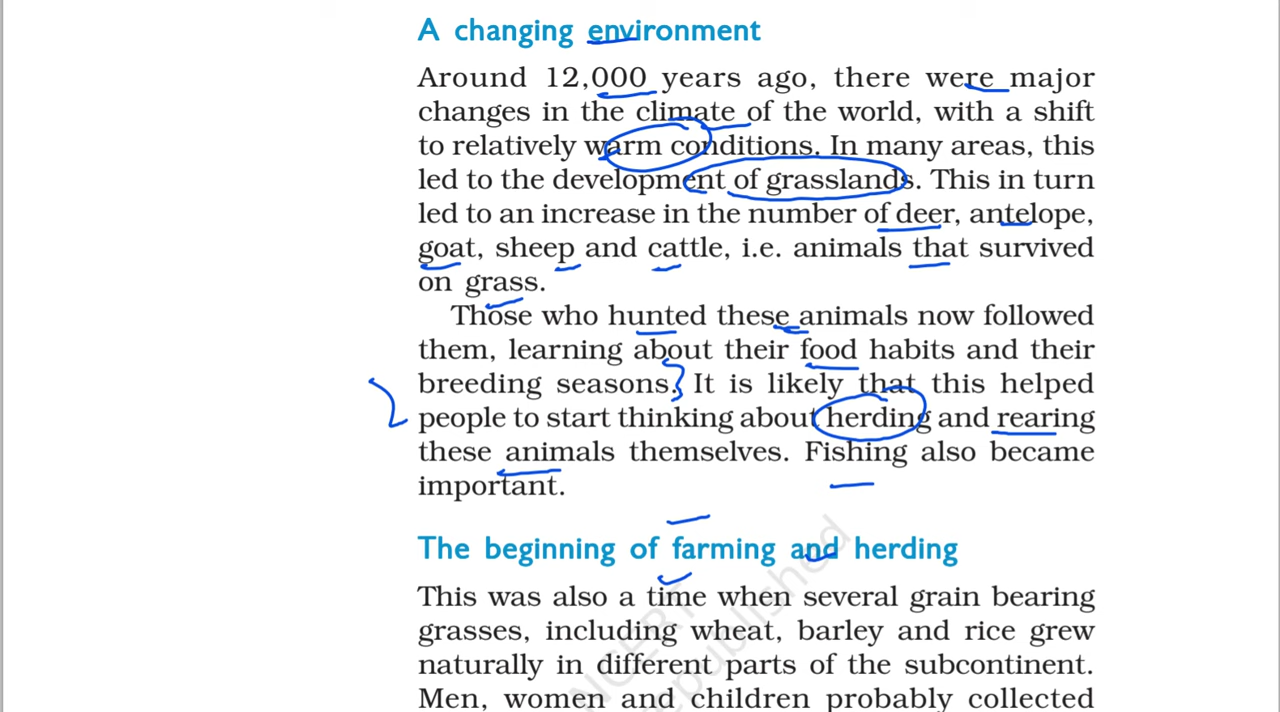 A changing environment
Around 12,000 years ago, there were major
changes in the climate of the world, with a shift
to relatively warm conditions. In many areas, this
led to the development of grasslands. This in turn
led to an increase in the number of deer, antelope,
goat, sheep and cattle, i.e. animals that survived
on grass.
Those who hunted these animals now followed
them, learning about their food habits and their
breeding seasons. It is likely that this helped
people to start thinking about herding and rearing
these animals themselves. Fishing also became
important.
The beginning of farming and herding
This was also a time when several grain bearing
grasses, including wheat, barley and rice grew
naturally in different parts of the subcontinent.
Men, women and children probably collected
NCERT
republished